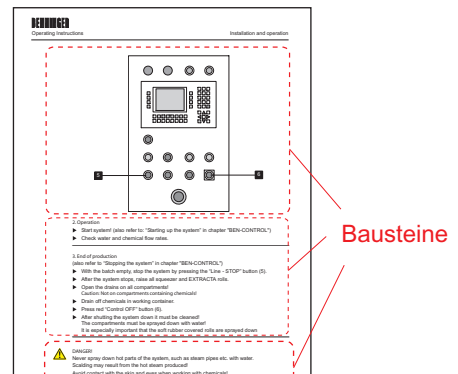 BENNINGER
Operating Instructions Installation and operation
5 6
2. Operation
► Start system! (also refer to: "Starting up the system" in chapter "BEN-CONTROL")
► Check water and chemical flow rates.
3. End of production
(also refer to "Stopping the system" in chapter "BEN-CONTROL")
► With the batch empty, stop the system by pressing the "Line - STOP" button (5).
► After the system stops, raise all squeezer and EXTRACTA rolls.
► Open the drains on all compartments!
Caution: Not on compartments containing chemicals!
► Drain off chemicals in working container.
► Press red "Control OFF" button (6).
► After shutting the system down it must be cleaned!
The compartments must be sprayed down with water!
It is especially important that the soft rubber covered rolls are sprayed down
DANGER!
Never spray down hot parts of the system, such as steam pipes etc. with water.
Scalding may result from the hot steam produced!
Avoid contact with the skin and eyes when working with chemicals!
Bausteine